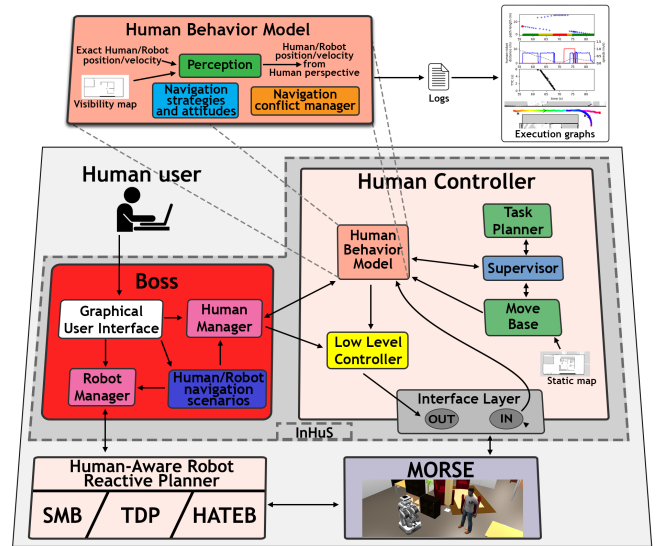 Human Behavior Model
Exact Human/Robot
position/velocity
Perception
Human/Robot
position/velocity
from
Human perspective
Visibility map
Navigation
strategies
and attitudes
Navigation
conflict manager
Logs
Execution graphs
Human user
Human Controller
Human
Behavior
Model
Task
Planner
Supervisor
Move
Base
Static map
Low Level
Controller
Boss
Graphical
User Interface
Human
Manager
Robot
Manager
Human/Robot
navigation
scenarios
Interface Layer
OUT
IN
InHuS
Human-Aware Robot
Reactive Planner
SMB
TDP
HATEB
MORSE